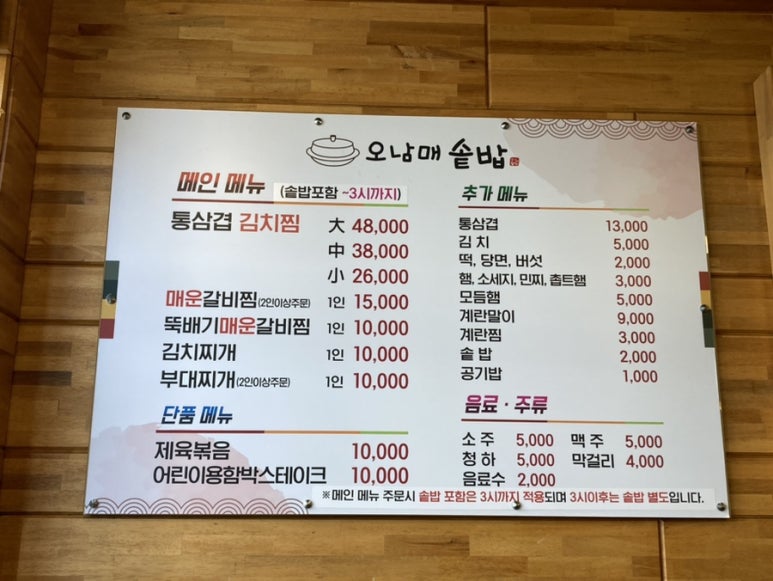 오남매 솥밥
메인 메뉴 (솥밥포함 ~3시까지)
통삼겹 김치찜 大 48,000
中 38,000
小 26,000
매운갈비찜(2인이상주문) 1인 15,000
뚝배기매운갈비찜 1인 10,000
김치찌개 1인 10,000
부대찌개(2인이상주문) 1인 10,000
단품 메뉴
제육볶음 10,000
어린이용함박스테이크 10,000
추가 메뉴
통삼겹 13,000
김 치 5,000
떡, 당면, 버섯 2,000
햄, 소세지, 민찌, 춉트햄 3,000
모듬햄 5,000
계란말이 9,000
계란찜 3,000
솥 밥 2,000
공기밥 1,000
음료 · 주류
소 주 5,000 맥 주 5,000
청 하 5,000 막걸리 4,000
음료수 2,000
※메인 메뉴 주문시 솥밥 포함은 3시까지 적용되며 3시이후는 솥밥 별도입니다.